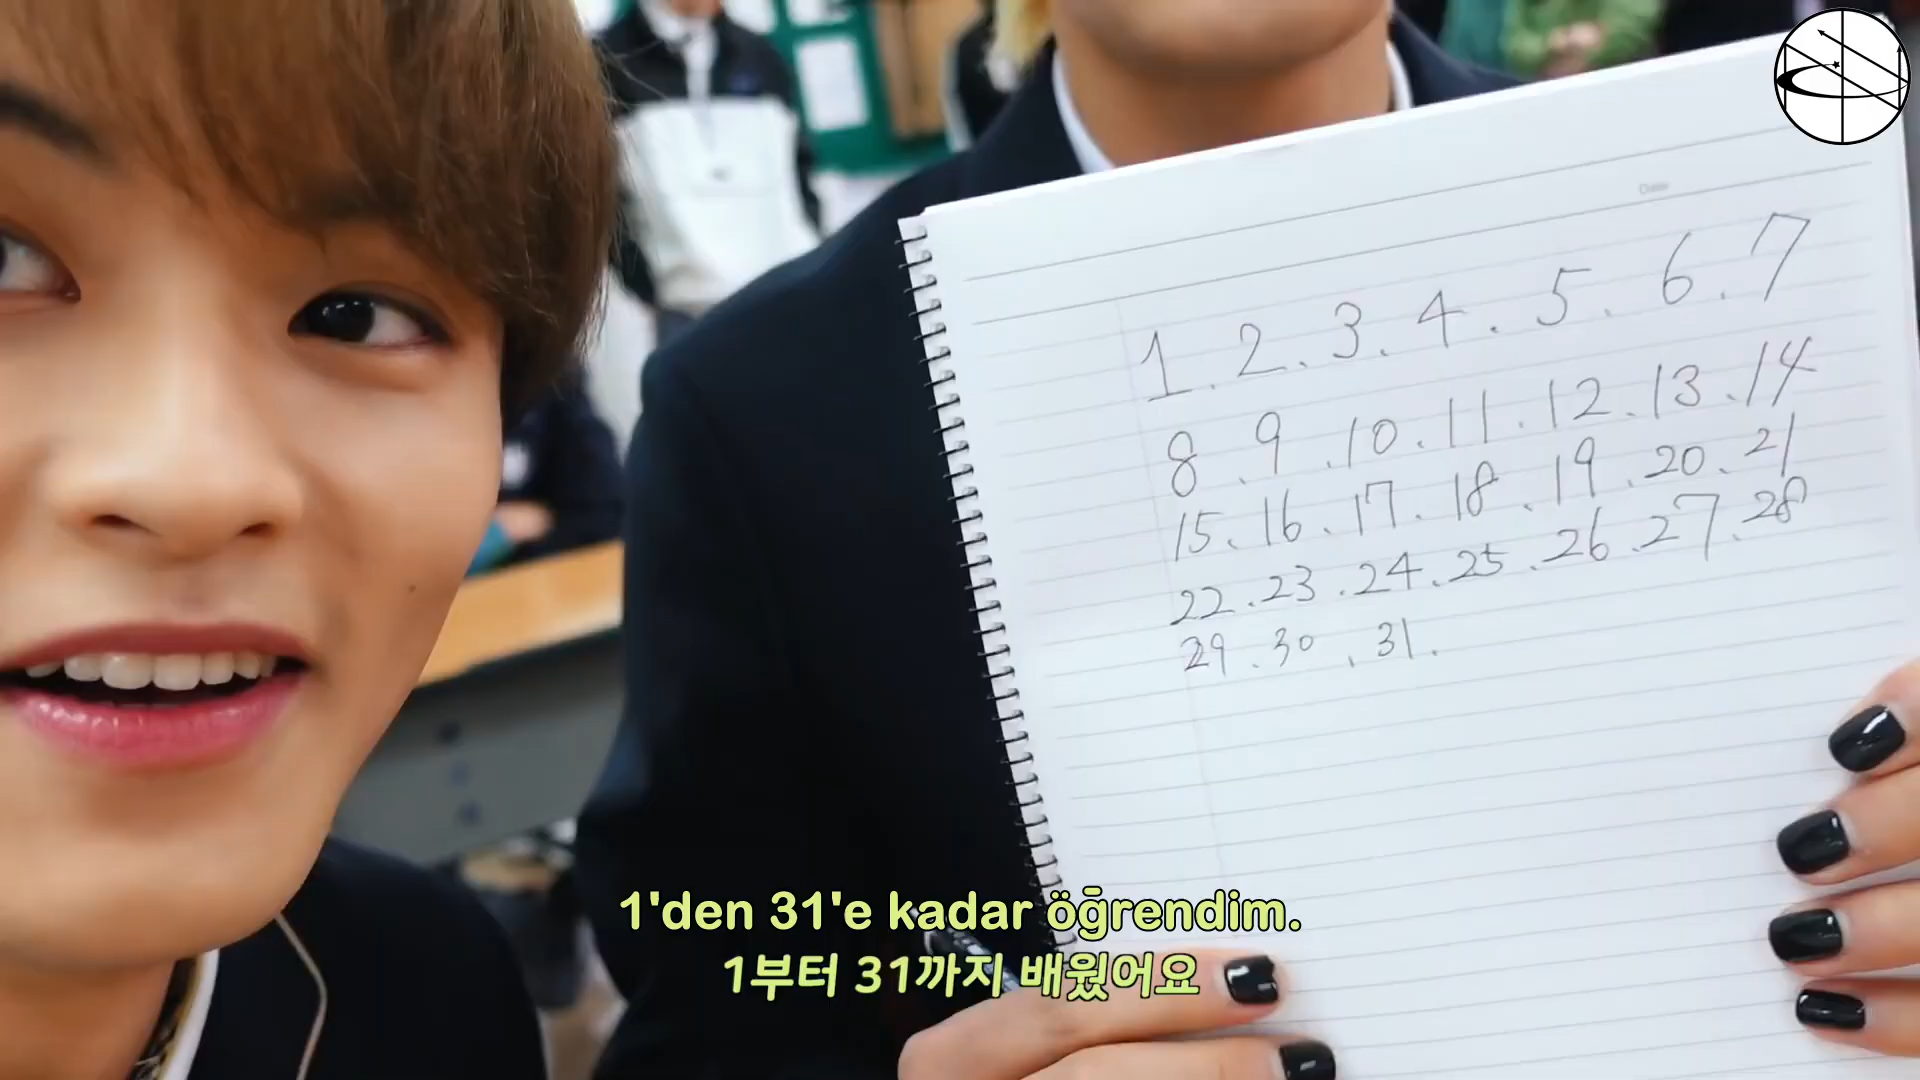 Date
1. 2. 3. 4. 5. 6. 7
8. 9. 10. 11. 12. 13. 14
15. 16. 17. 18. 19. 20. 21
22. 23. 24. 25. 26. 27. 28
29. 30. 31.
1'den 31'e kadar öğrendim.
1부터 31까지 배웠어요